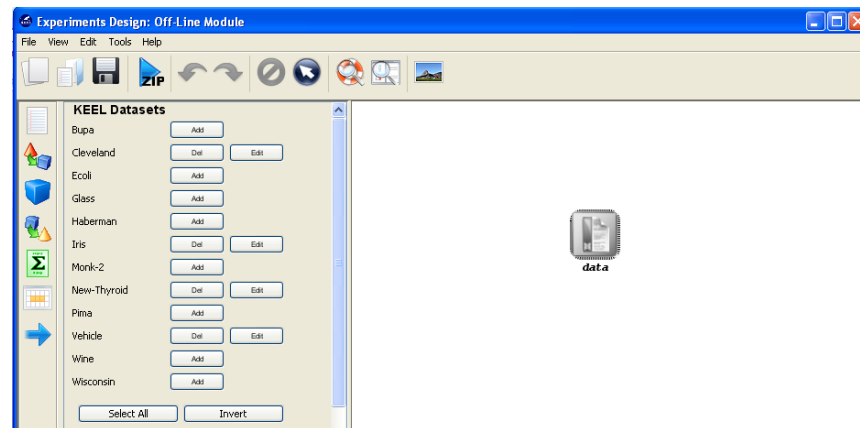 Experiments Design: Off-Line Module
File View Edit Tools Help
ZIP
KEEL Datasets
Bupa Add
Cleveland Del Edit
Ecoli Add
Glass Add
Haberman Add
Iris Del Edit
Monk-2 Add
New-Thyroid Del Edit
Pima Add
Vehicle Del Edit
Wine Add
Wisconsin Add
Select All Invert
data